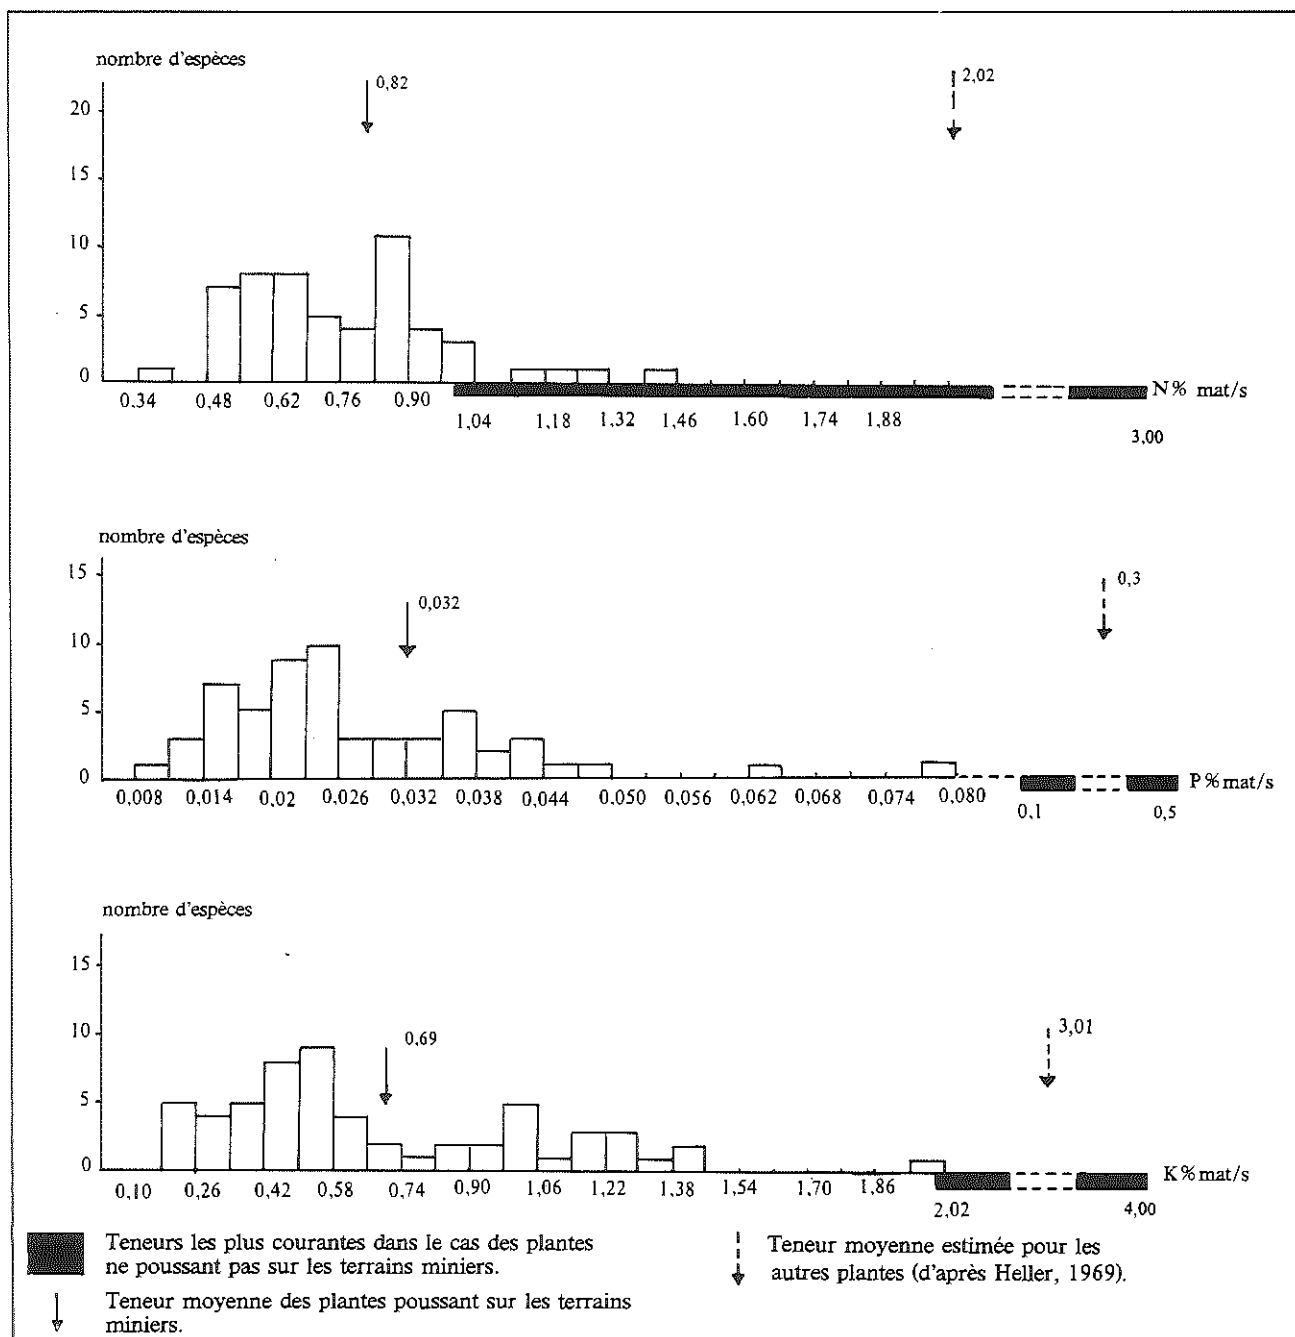 nombre d'espèces
0,82
2,02
20
15
10
5
0
0,34 0,48 0,62 0,76 0,90
1,04 1,18 1,32 1,46 1,60 1,74 1,88
N% mat/s
3,00
nombre d'espèces
15
0,032
0,3
10
5
0
0,008 0,014 0,02 0,026 0,032 0,038 0,044 0,050 0,056 0,062 0,068 0,074 0,080
P% mat/s
0,1 0,5
nombre d'espèces
15
10
0,69
3,01
5
0
0,10 0,26 0,42 0,58 0,74 0,90 1,06 1,22 1,38 1,54 1,70 1,86
K% mat/s
2,02 4,00
Teneurs les plus courantes dans le cas des plantes
ne poussant pas sur les terrains miniers.
Teneur moyenne des plantes poussant sur les terrains
miniers.
Teneur moyenne estimée pour les
autres plantes (d'après Heller, 1969).